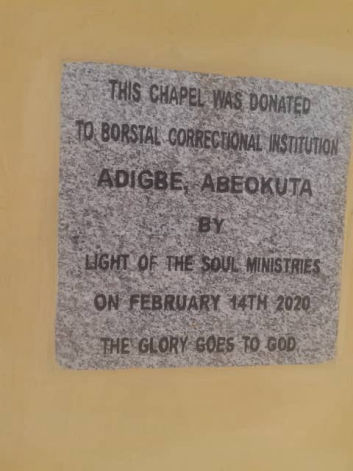 THIS CHAPEL WAS DONATED
TO BORSTAL CORRECTIONAL INSTITUTION
ADIGBE, ABEOKUTA
BY
LIGHT OF THE SOUL MINISTRIES
ON FEBRUARY 14TH 2020
THE GLORY GOES TO GOD